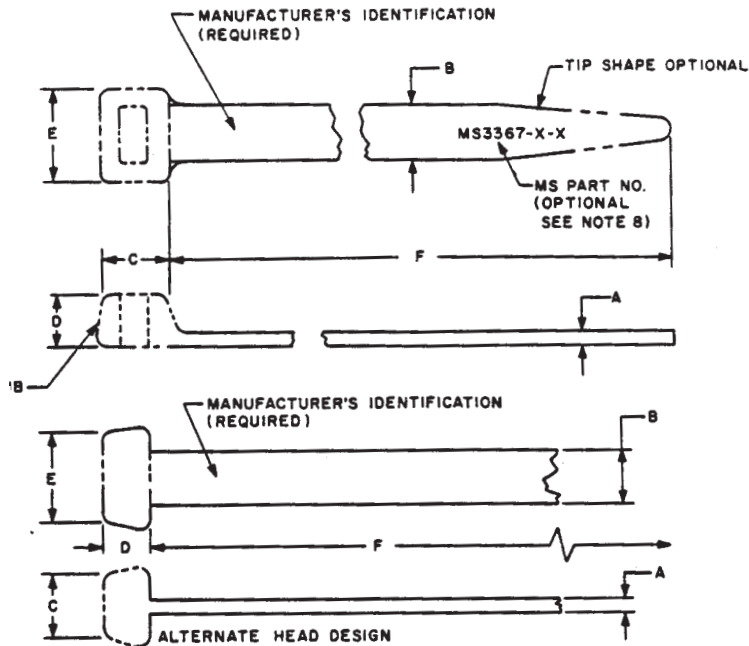 MANUFACTURER'S IDENTIFICATION
(REQUIRED)
B
TIP SHAPE OPTIONAL
E
MS3367-X-X
MS PART NO.
(OPTIONAL
SEE NOTE 8)
C
F
A
D
'B
MANUFACTURER'S IDENTIFICATION
(REQUIRED)
B
E
D
F
A
C
ALTERNATE HEAD DESIGN